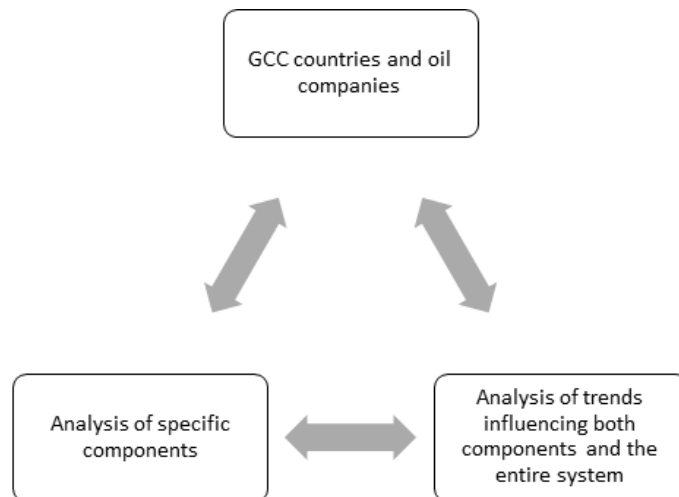 GCC countries and oil
companies
Analysis of specific
components
Analysis of trends
influencing both
components and the
entire system